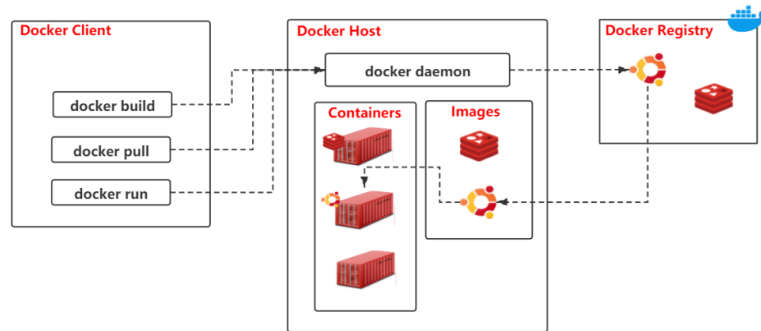 Docker Client
docker build
docker pull
docker run
Docker Host
docker daemon
Containers
Images
Docker Registry